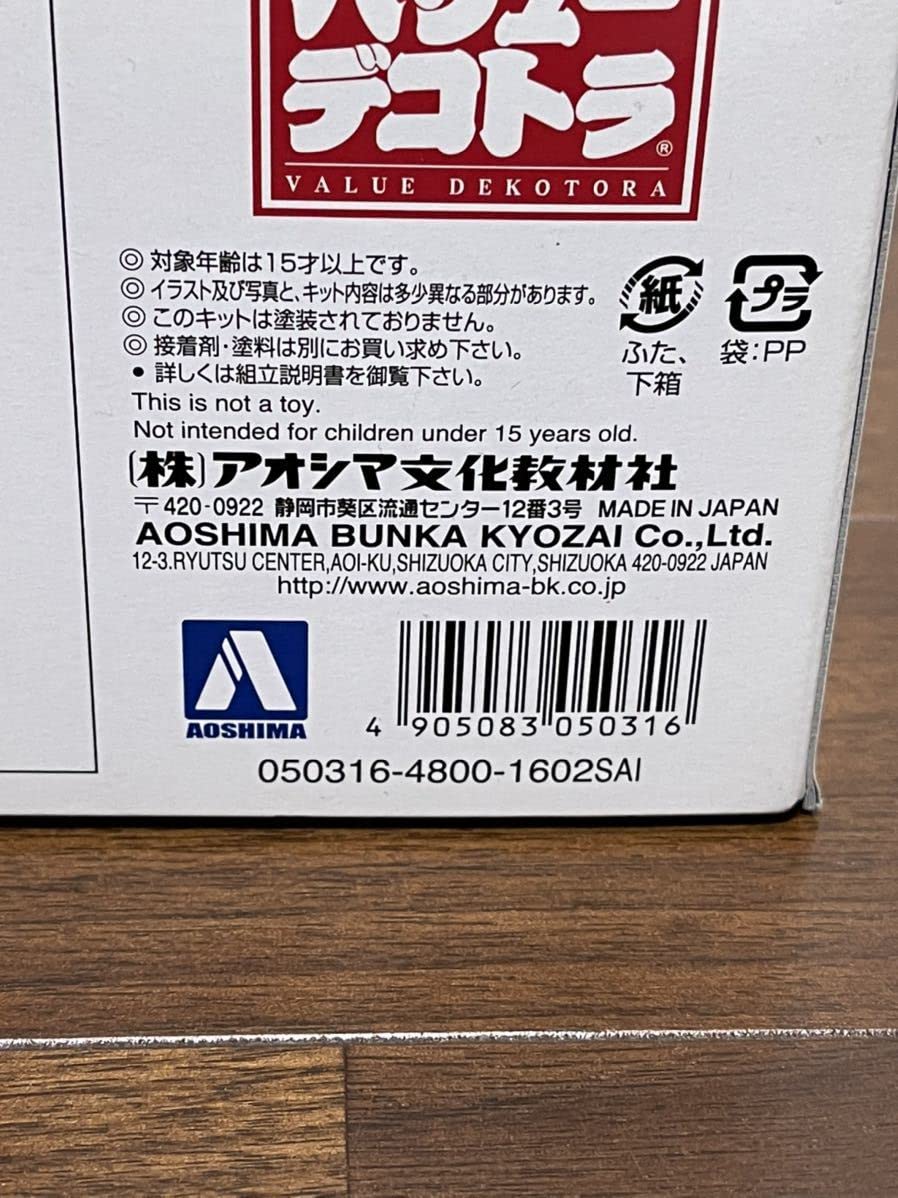 バリュー
デコトラ®
VALUE DEKOTORA
◎ 対象年齢は15才以上です。
◎ イラスト及び写真と、キット内容は多少異なる部分があります。
◎ このキットは塗装されておりません。
◎ 接着剤・塗料は別にお買い求め下さい。
• 詳しくは組立説明書を御覧下さい。
This is not a toy.
Not intended for children under 15 years old.
紙
ふた、
下箱
プラ
袋:PP
(株)アオシマ文化教材社
〒420-0922 静岡市葵区流通センター12番3号 MADE IN JAPAN
AOSHIMA BUNKA KYOZAI Co.,Ltd.
12-3.RYUTSU CENTER,AOI-KU,SHIZUOKA CITY,SHIZUOKA 420-0922 JAPAN
http://www.aoshima-bk.co.jp
AOSHIMA
4 905083 050316
050316-4800-1602SAI